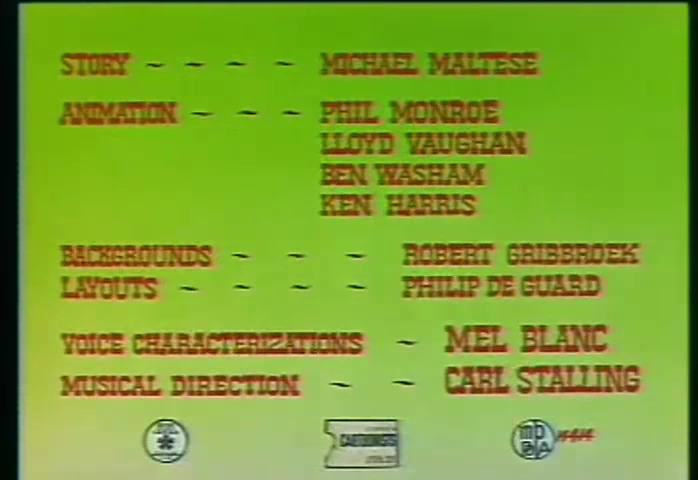 STORY ~ ~ ~ ~ MICHAEL MALTESE
ANIMATION ~ ~ ~ PHIL MONROE
LLOYD VAUGHAN
BEN WASHAM
KEN HARRIS
BACKGROUNDS ~ ~ ~ ROBERT GRIBBROEK
LAYOUTS ~ ~ ~ ~ PHILIP DE GUARD
VOICE CHARACTERIZATIONS ~ MEL BLANC
MUSICAL DIRECTION ~ ~ CARL STALLING
CARTOONISTS